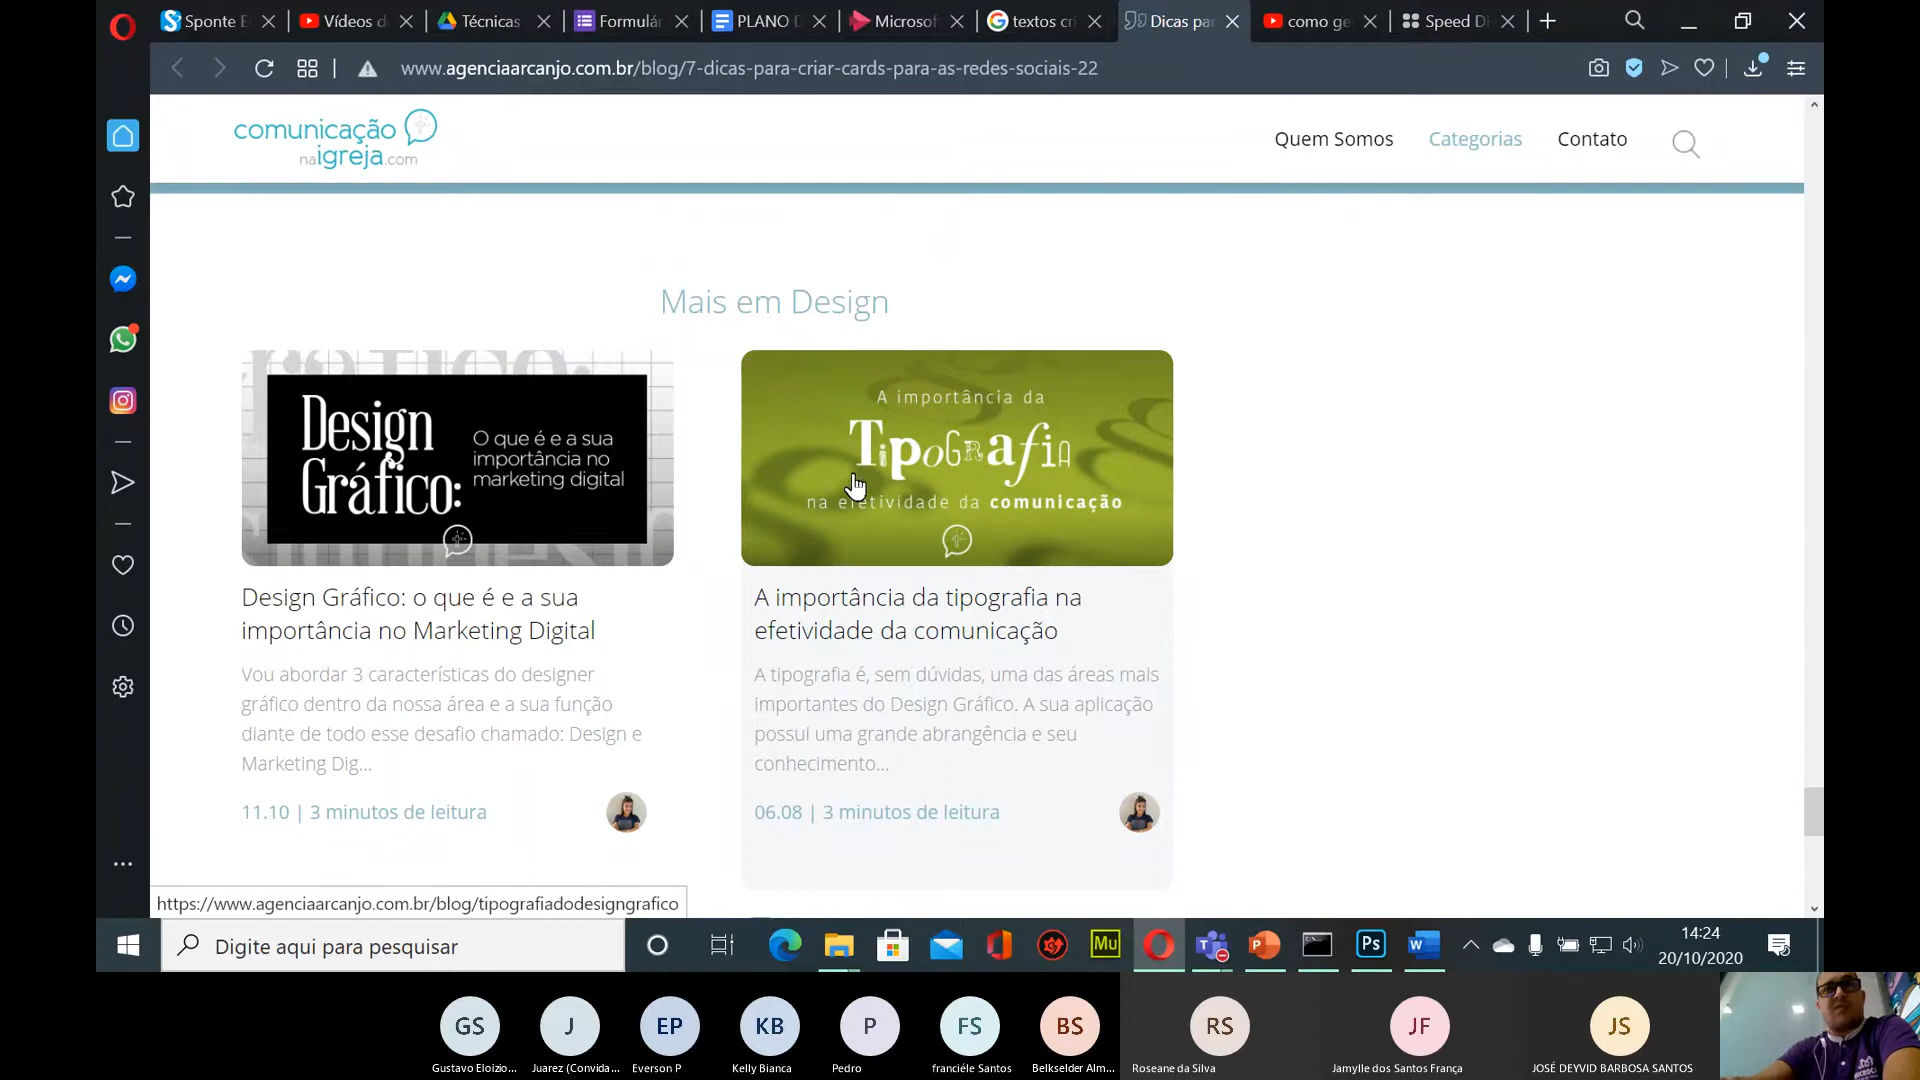 Sponte E
Vídeos d
Técnicas
Formulár
PLANO D
Microsof
textos cri
Dicas par
como ge
Speed Di
www.agenciaarcanjo.com.br/blog/7-dicas-para-criar-cards-para-as-redes-sociais-22
comunicação
naigreja.com
Quem Somos
Categorias
Contato
Mais em Design
Design
Gráfico:
O que é e a sua
importância no
marketing digital
A importância da
Tipografia
na efetividade da comunicação
Design Gráfico: o que é e a sua
importância no Marketing Digital
Vou abordar 3 características do designer
gráfico dentro da nossa área e a sua função
diante de todo esse desafio chamado: Design e
Marketing Dig...
11.10 | 3 minutos de leitura
A importância da tipografia na
efetividade da comunicação
A tipografia é, sem dúvidas, uma das áreas mais
importantes do Design Gráfico. A sua aplicação
possui uma grande abrangência e seu
conhecimento...
06.08 | 3 minutos de leitura
https://www.agenciaarcanjo.com.br/blog/tipografiadodesigngrafico
Digite aqui para pesquisar
Mu
Ps
14:24
20/10/2020
GS
J
EP
KB
P
FS
BS
RS
JF
JS
Gustavo Eloizio...
Juarez (Convida...
Everson P
Kelly Bianca
Pedro
franciéle Santos
Belkselder Alm...
Roseane da Silva
Jamylle dos Santos França
JOSÉ DEYVID BARBOSA SANTOS